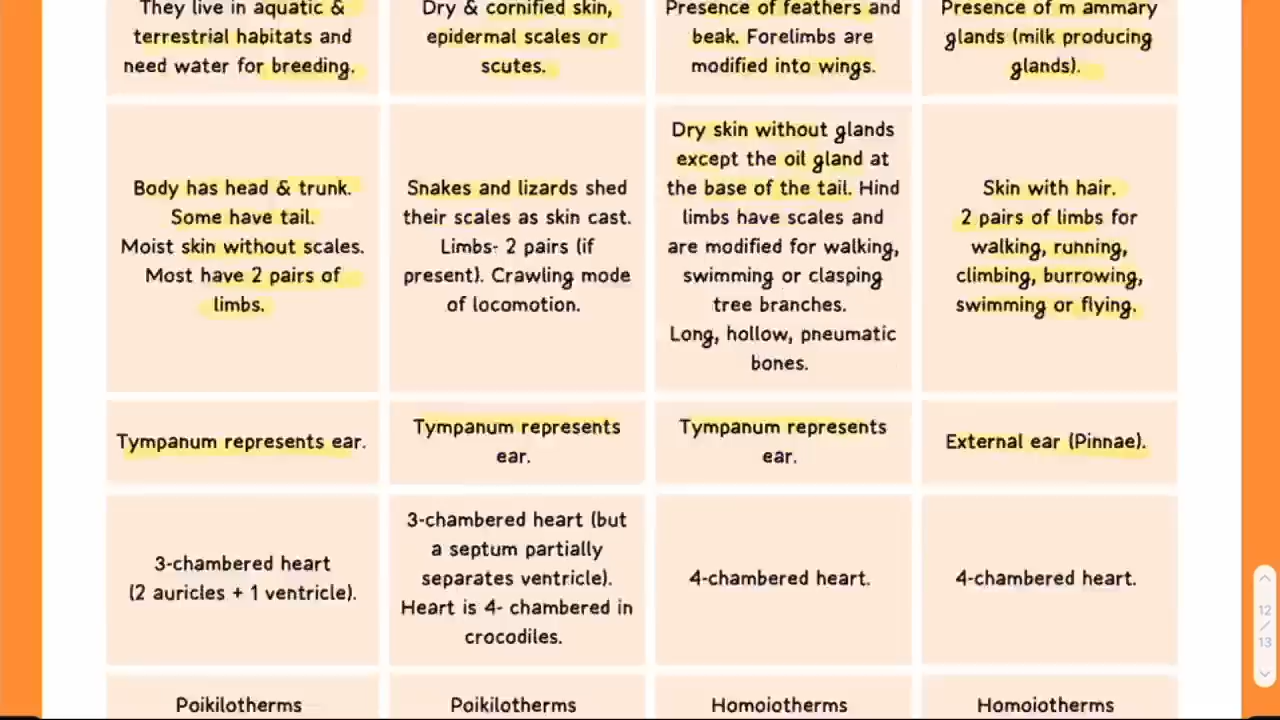 They live in aquatic &
terrestrial habitats and
need water for breeding.
Dry & cornified skin,
epidermal scales or
scutes.
Presence of feathers and
beak. Forelimbs are
modified into wings.
Presence of m ammary
glands (milk producing
glands).
Body has head & trunk.
Some have tail.
Moist skin without scales.
Most have 2 pairs of
limbs.
Snakes and lizards shed
their scales as skin cast.
Limbs- 2 pairs (if
present). Crawling mode
of locomotion.
Dry skin without glands
except the oil gland at
the base of the tail. Hind
limbs have scales and
are modified for walking,
swimming or clasping
tree branches.
Long, hollow, pneumatic
bones.
Skin with hair.
2 pairs of limbs for
walking, running,
climbing, burrowing,
swimming or flying.
Tympanum represents ear.
Tympanum represents
ear.
Tympanum represents
ear.
External ear (Pinnae).
3-chambered heart
(2 auricles + 1 ventricle).
3-chambered heart (but
a septum partially
separates ventricle).
Heart is 4- chambered in
crocodiles.
4-chambered heart.
4-chambered heart.
Poikilotherms
Poikilotherms
Homoiotherms
Homoiotherms
12
/
13